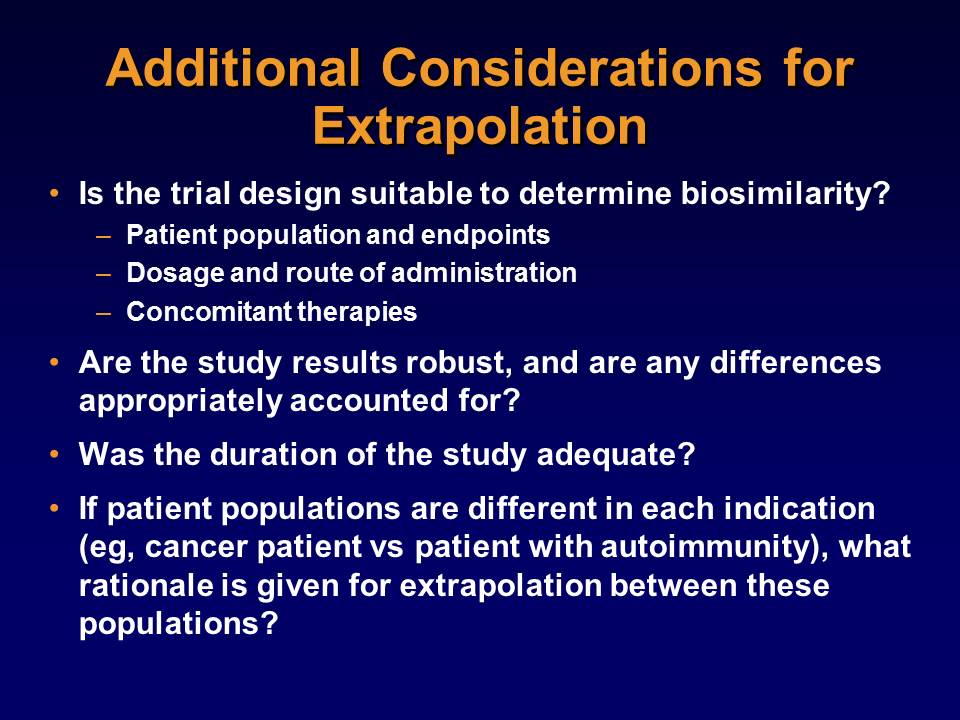 Additional Considerations for
Extrapolation
• Is the trial design suitable to determine biosimilarity?
– Patient population and endpoints
– Dosage and route of administration
– Concomitant therapies
• Are the study results robust, and are any differences
appropriately accounted for?
• Was the duration of the study adequate?
• If patient populations are different in each indication
(eg, cancer patient vs patient with autoimmunity), what
rationale is given for extrapolation between these
populations?